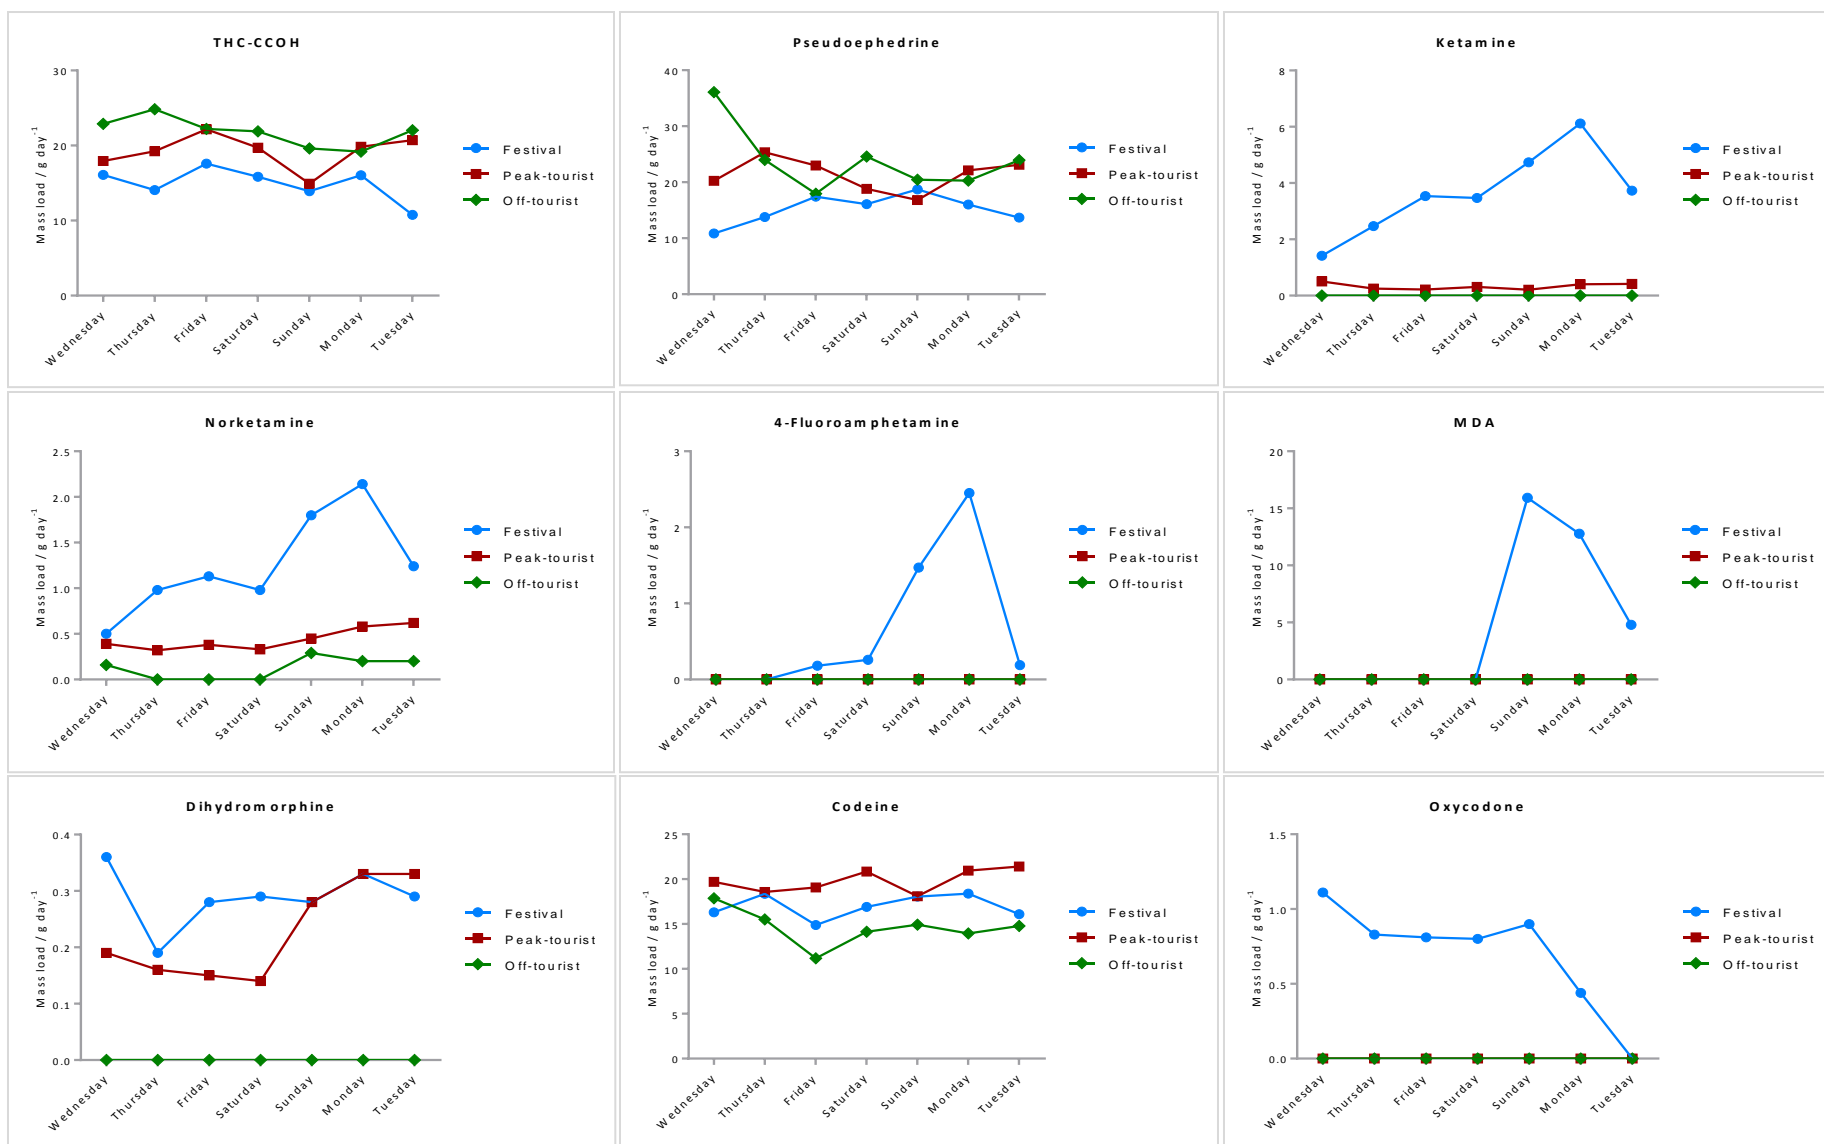 THC-CCOH
30
20
10
0
Mass load / g day-1
Wednesday
Thursday
Friday
Saturday
Sunday
Monday
Tuesday
Festival
Peak-tourist
Off-tourist
Pseudoephedrine
40
30
20
10
0
Mass load / g day-1
Wednesday
Thursday
Friday
Saturday
Sunday
Monday
Tuesday
Festival
Peak-tourist
Off-tourist
Ketamine
8
6
4
2
0
Mass load / g day-1
Wednesday
Thursday
Friday
Saturday
Sunday
Monday
Tuesday
Festival
Peak-tourist
Off-tourist
Norketamine
2.5
2.0
1.5
1.0
0.5
0.0
Mass load / g day-1
Wednesday
Thursday
Friday
Saturday
Sunday
Monday
Tuesday
Festival
Peak-tourist
Off-tourist
4-Fluoroamphetamine
3
2
1
0
Mass load / g day-1
Wednesday
Thursday
Friday
Saturday
Sunday
Monday
Tuesday
Festival
Peak-tourist
Off-tourist
MDA
20
15
10
5
0
Mass load / g day-1
Wednesday
Thursday
Friday
Saturday
Sunday
Monday
Tuesday
Festival
Peak-tourist
Off-tourist
Dihydromorphine
0.4
0.3
0.2
0.1
0.0
Mass load / g day-1
Wednesday
Thursday
Friday
Saturday
Sunday
Monday
Tuesday
Festival
Peak-tourist
Off-tourist
Codeine
25
20
15
10
5
0
Mass load / g day-1
Wednesday
Thursday
Friday
Saturday
Sunday
Monday
Tuesday
Festival
Peak-tourist
Off-tourist
Oxycodone
1.5
1.0
0.5
0.0
Mass load / g day-1
Wednesday
Thursday
Friday
Saturday
Sunday
Monday
Tuesday
Festival
Peak-tourist
Off-tourist